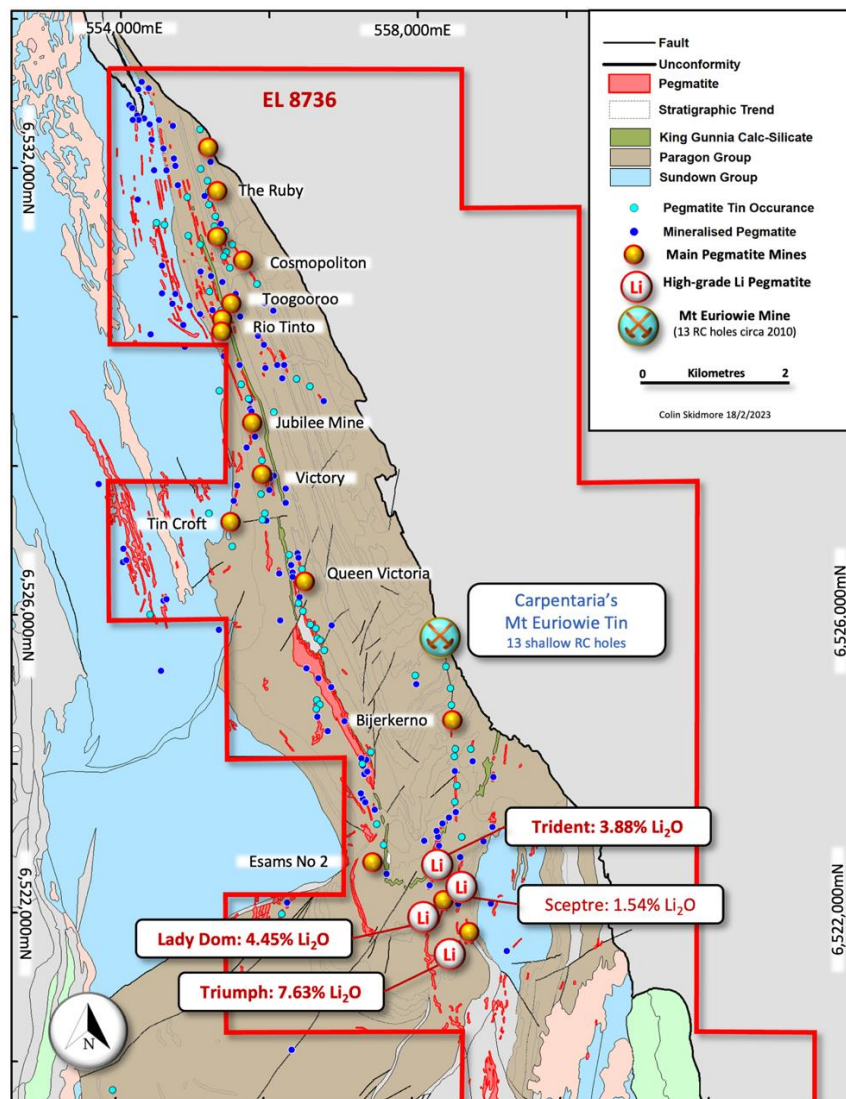 554,000mE
558,000mE
EL 8736
6,532,000mN
The Ruby
Cosmopoliton
Toogooroo
Rio Tinto
Jubilee Mine
Victory
Tin Croft
Queen Victoria
6,526,000mN
6,526,000mN
Carpentaria's
Mt Euriowie Tin
13 shallow RC holes
Bijerkerno
Trident: 3.88% Li₂O
Esams No 2
Li
Li
Sceptre: 1.54% Li₂O
6,522,000mN
6,522,000mN
Li
Lady Dom: 4.45% Li₂O
Li
Triumph: 7.63% Li₂O
N
Fault
Unconformity
Pegmatite
Stratigraphic Trend
King Gunnia Calc-Silicate
Paragon Group
Sundown Group
Pegmatite Tin Occurance
Mineralised Pegmatite
Main Pegmatite Mines
Li
High-grade Li Pegmatite
Mt Euriowie Mine
(13 RC holes circa 2010)
0 Kilometres 2
Colin Skidmore 18/2/2023